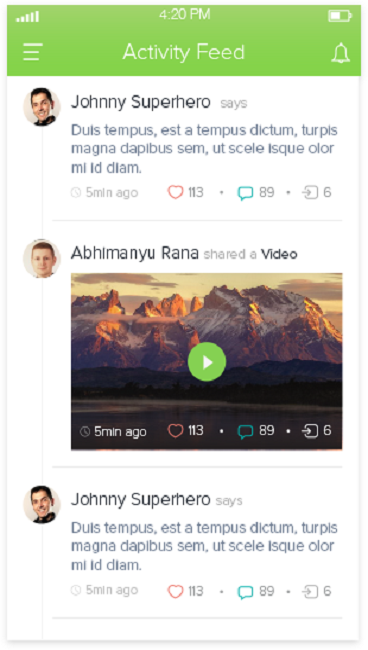 4:20 PM
Activity Feed
Johnny Superhero says
Duis tempus, est a tempus dictum, turpis
magna dapibus sem, ut scele isque olor
mi id diam.
5min ago 113 • 89 • 6
Abhimanyu Rana shared a Video
5min ago 113 • 89 • 6
Johnny Superhero says
Duis tempus, est a tempus dictum, turpis
magna dapibus sem, ut scele isque olor
mi id diam.
5min ago 113 • 89 • 6